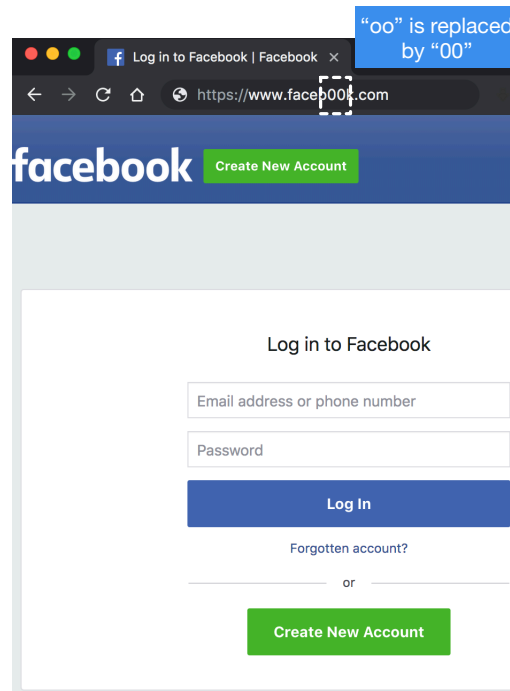 “oo” is replaced
by “00”
Log in to Facebook | Facebook
https://www.faceb00k.com
facebook
Create New Account
Log in to Facebook
Email address or phone number
Password
Log In
Forgotten account?
or
Create New Account